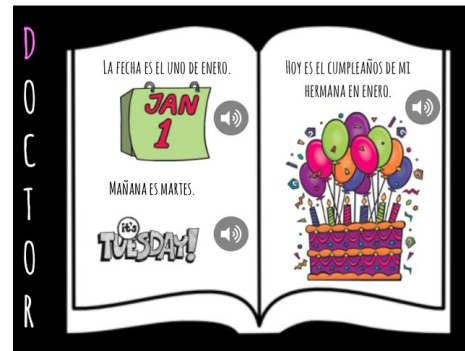 D
O
C
T
O
R
La fecha es el uno de enero.
JAN
1
Mañana es martes.
it's
TUESDAY!
Hoy es el cumpleaños de mi
hermana en enero.